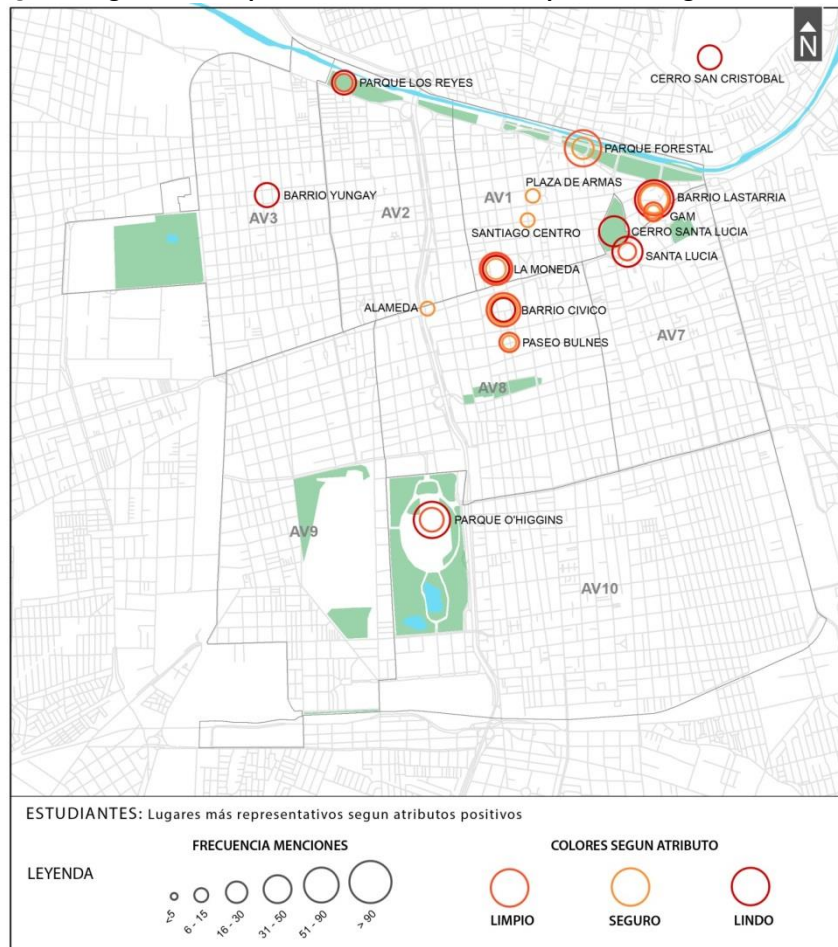 N
CERRO SAN CRISTOBAL
PARQUE LOS REYES
PARQUE FORESTAL
PLAZA DE ARMAS
BARRIO YUNGAY
AV3
AV2
AV1
BARRIO LASTARRIA
GAM
SANTIAGO CENTRO
CERRO SANTA LUCIA
SANTA LUCIA
LA MONEDA
ALAMEDA
BARRIO CIVICO
AV7
PASEO BULNES
AV8
PARQUE O'HIGGINS
AV9
AV10
ESTUDIANTES: Lugares más representativos segun atributos positivos
FRECUENCIA MENCIONES
COLORES SEGUN ATRIBUTO
LEYENDA
<5
6 - 15
16 - 30
31 - 50
51 - 90
> 90
LIMPIO
SEGURO
LINDO